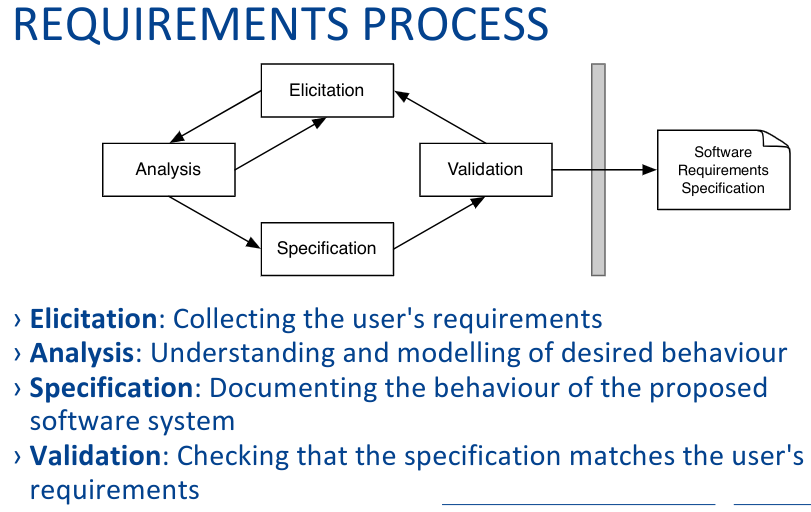 REQUIREMENTS PROCESS
Elicitation
Analysis
Validation
Software
Requirements
Specification
Specification
› Elicitation: Collecting the user's requirements
› Analysis: Understanding and modelling of desired behaviour
› Specification: Documenting the behaviour of the proposed
software system
› Validation: Checking that the specification matches the user's
requirements